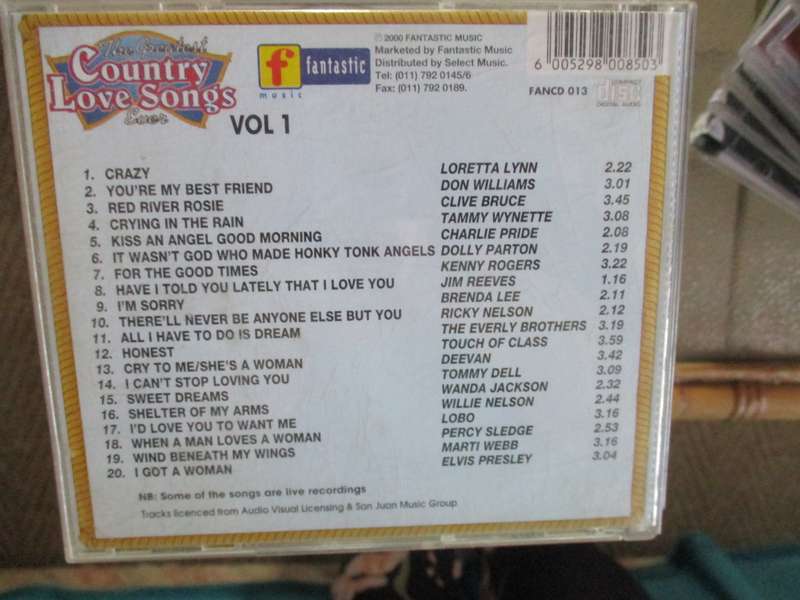 The Greatest
Country
Love Songs
Ever
VOL 1
f fantastic
music
℗ 2000 FANTASTIC MUSIC
Marketed by Fantastic Music
Distributed by Select Music.
Tel: (011) 792 0145/6
Fax: (011) 792 0189.
6 005298 008503
FANCD 013
COMPACT
disc
DIGITAL AUDIO
1. CRAZY LORETTA LYNN 2.22
2. YOU'RE MY BEST FRIEND DON WILLIAMS 3.01
3. RED RIVER ROSIE CLIVE BRUCE 3.45
4. CRYING IN THE RAIN TAMMY WYNETTE 3.08
5. KISS AN ANGEL GOOD MORNING CHARLIE PRIDE 2.08
6. IT WASN'T GOD WHO MADE HONKY TONK ANGELS DOLLY PARTON 2.19
7. FOR THE GOOD TIMES KENNY ROGERS 3.22
8. HAVE I TOLD YOU LATELY THAT I LOVE YOU JIM REEVES 1.16
9. I'M SORRY BRENDA LEE 2.11
10. THERE'LL NEVER BE ANYONE ELSE BUT YOU RICKY NELSON 2.12
11. ALL I HAVE TO DO IS DREAM THE EVERLY BROTHERS 3.19
12. HONEST TOUCH OF CLASS 3.59
13. CRY TO ME/SHE'S A WOMAN DEEVAN 3.42
14. I CAN'T STOP LOVING YOU TOMMY DELL 3.09
15. SWEET DREAMS WANDA JACKSON 2.32
16. SHELTER OF MY ARMS WILLIE NELSON 2.44
17. I'D LOVE YOU TO WANT ME LOBO 3.16
18. WHEN A MAN LOVES A WOMAN PERCY SLEDGE 2.53
19. WIND BENEATH MY WINGS MARTI WEBB 3.16
20. I GOT A WOMAN ELVIS PRESLEY 3.04
NB: Some of the songs are live recordings
Tracks licenced from Audio Visual Licensing & San Juan Music Group